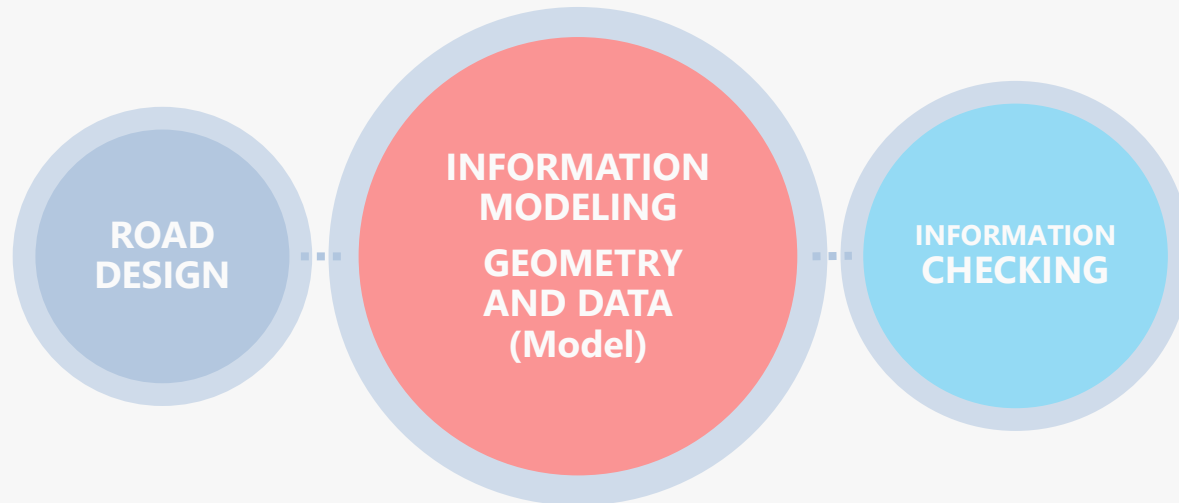 ROAD
DESIGN
INFORMATION
MODELING
GEOMETRY
AND DATA
(Model)
INFORMATION
CHECKING